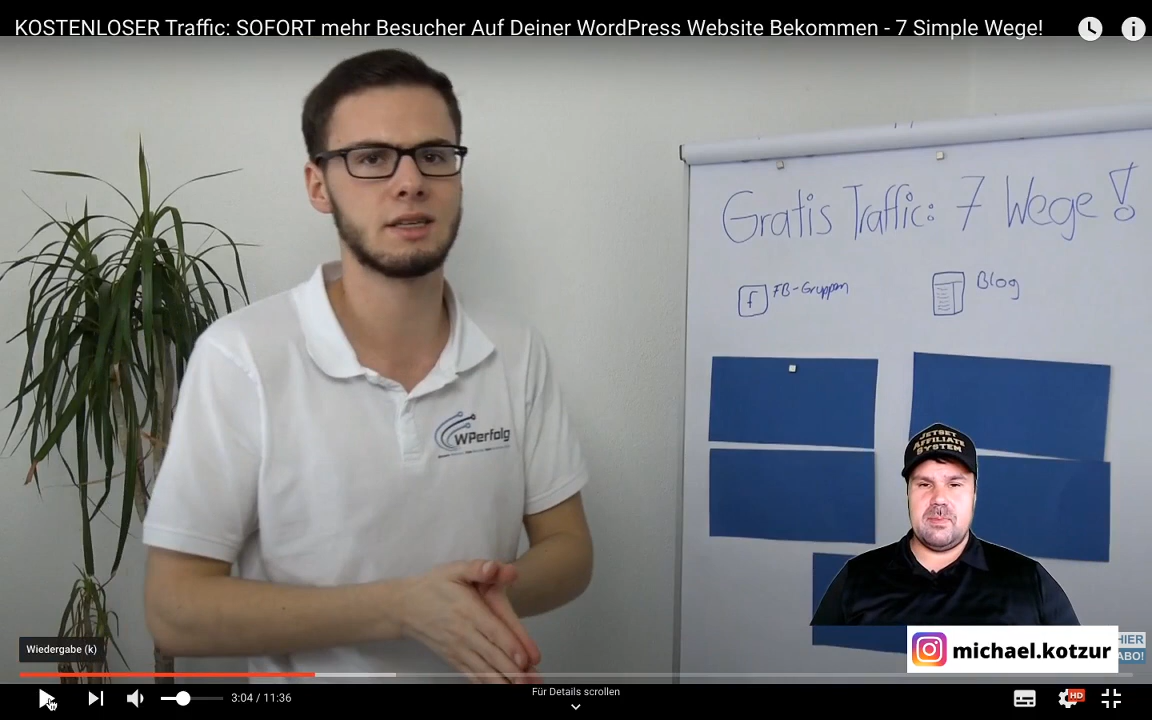 KOSTENLOSER Traffic: SOFORT mehr Besucher Auf Deiner WordPress Website Bekommen - 7 Simple Wege!
Gratis Traffic: 7 Wege!
f FB-Gruppen
Blog
WPerfolg
JETSET
AFFILIATE
SYSTEM
michael.kotzur
HIER
ABO!
Wiedergabe (k)
3:04 / 11:36
Für Details scrollen
HD